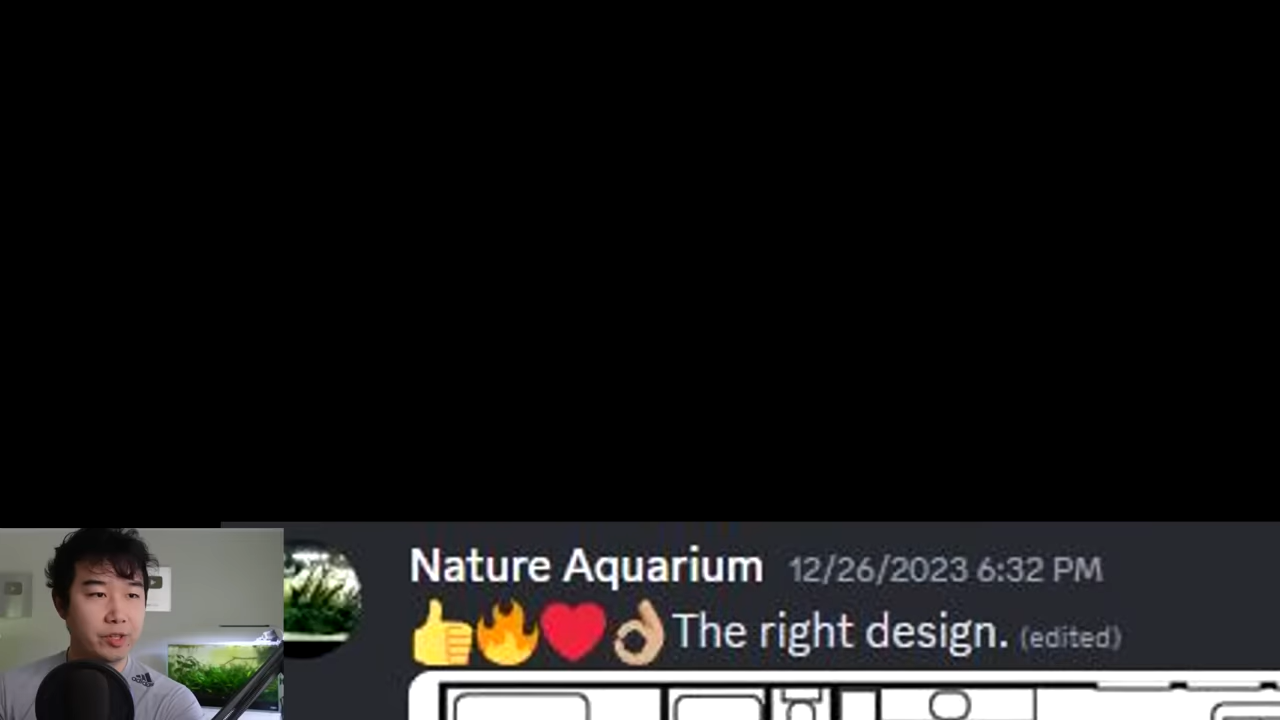 Nature Aquarium 12/26/2023 6:32 PM
👍🔥❤️👌🏽The right design. (edited)